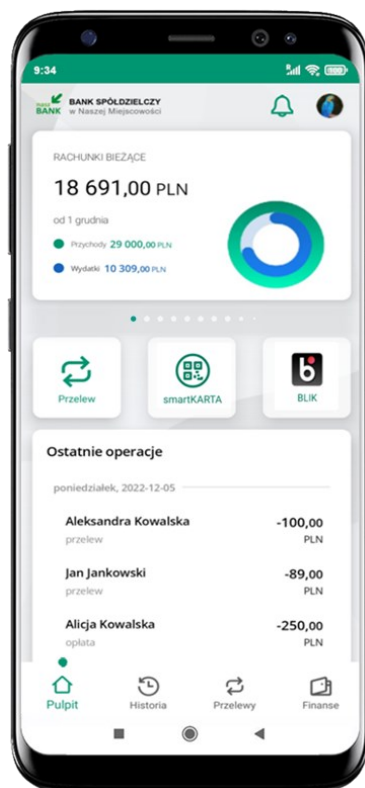 9:34
nasz BANK
BANK SPÓŁDZIELCZY
w Naszej Miejscowości
RACHUNKI BIEŻĄCE
18 691,00 PLN
od 1 grudnia
Przychody 29 000,00 PLN
Wydatki 10 309,00 PLN
Przelew
smartKARTA
BLIK
Ostatnie operacje
poniedziałek, 2022-12-05
Aleksandra Kowalska -100,00
przelew PLN
Jan Jankowski -89,00
przelew PLN
Alicja Kowalska -250,00
opłata PLN
Pulpit
Historia
Przelewy
Finanse